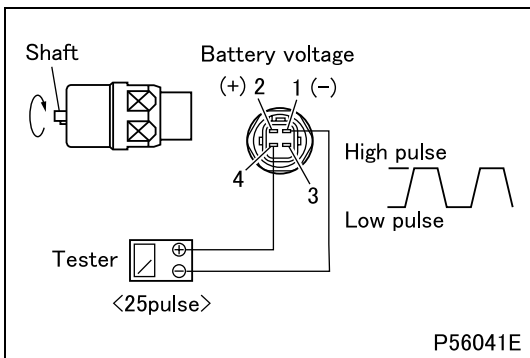 Shaft
Battery voltage
(+) 2 1 (-)
4 3
High pulse
Low pulse
Tester
⊕
⊖
<25pulse>
P56041E